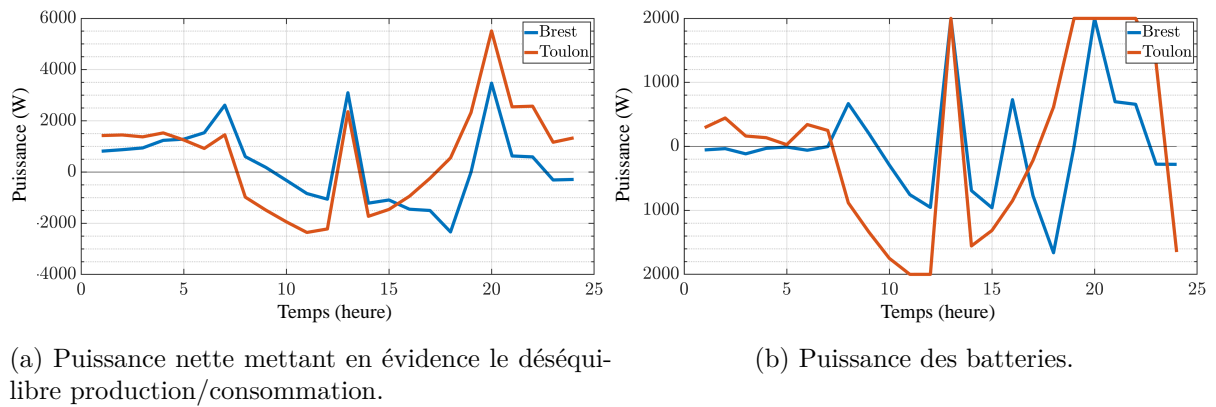 6000
4000
2000
0
-2000
-4000
0
5
10
15
20
25
Puissance (W)
Temps (heure)
Brest
Toulon
(a) Puissance nette mettant en évidence le déséqui-
libre production/consommation.
2000
1000
0
1000
2000
0
5
10
15
20
25
Puissance (W)
Temps (heure)
Brest
Toulon
(b) Puissance des batteries.